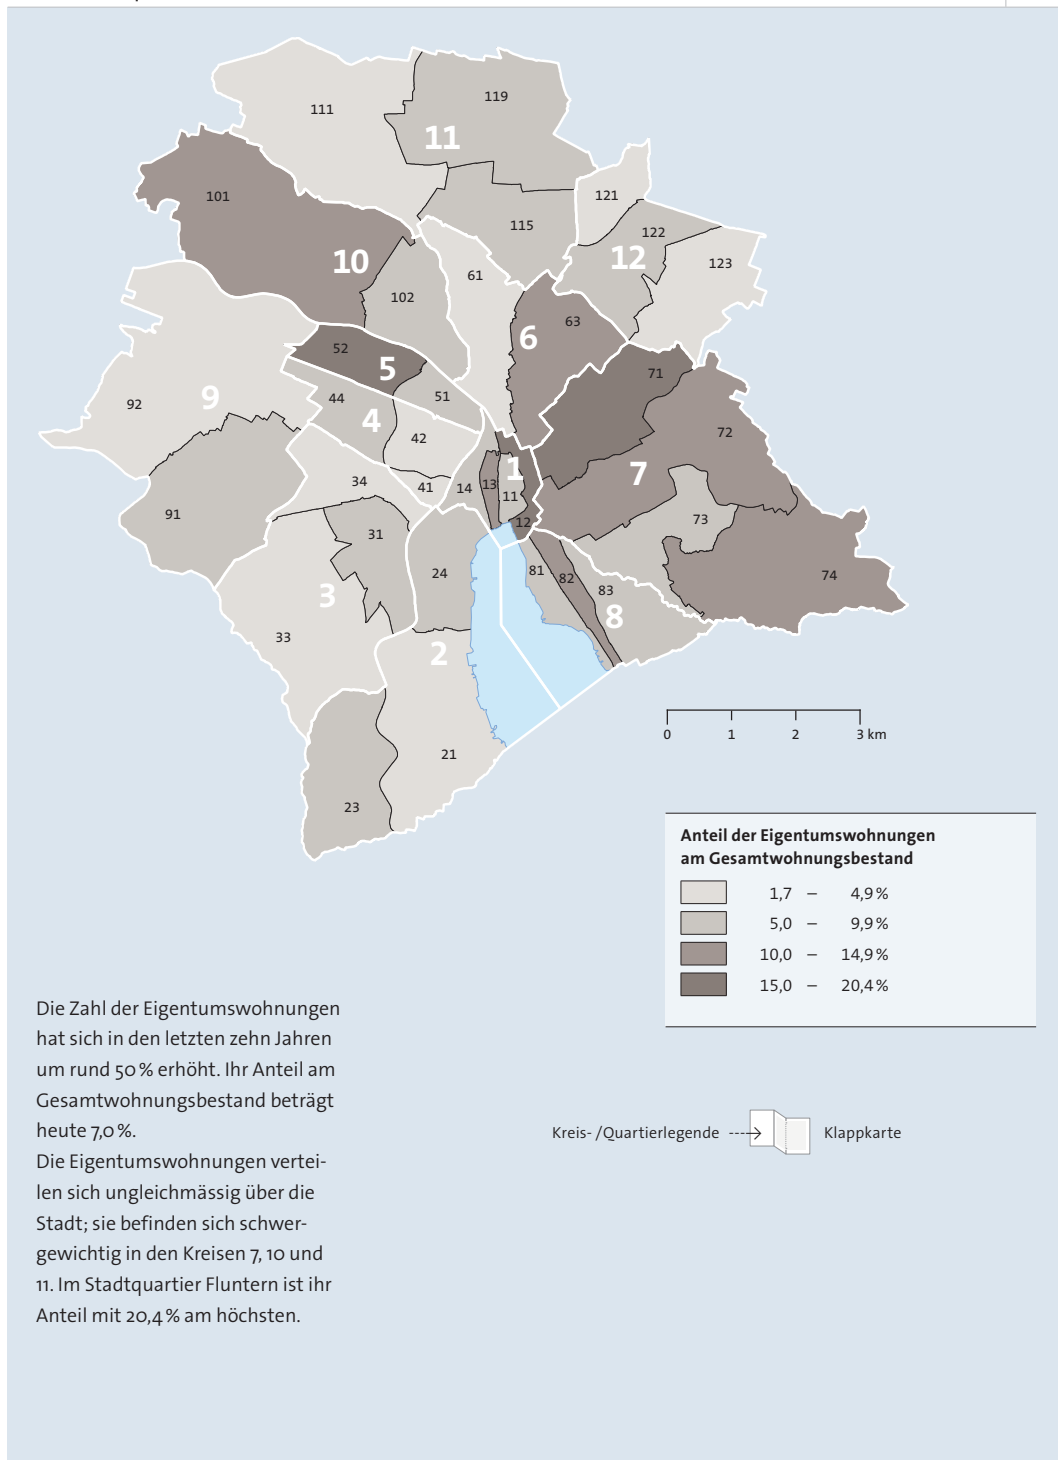 111
119
11
101
115
121
122
12
123
10
102
61
63
6
52
5
71
9
92
44
51
4
42
72
7
1
34
41
14
13
11
12
91
31
73
24
81
82
83
74
3
8
33
2
21
23
0 1 2 3 km
Anteil der Eigentumswohnungen
am Gesamtwohnungsbestand
1,7 – 4,9 %
5,0 – 9,9 %
10,0 – 14,9 %
15,0 – 20,4 %
Die Zahl der Eigentumswohnungen
hat sich in den letzten zehn Jahren
um rund 50 % erhöht. Ihr Anteil am
Gesamtwohnungsbestand beträgt
heute 7,0 %.
Die Eigentumswohnungen vertei-
len sich ungleichmässig über die
Stadt; sie befinden sich schwer-
gewichtig in den Kreisen 7, 10 und
11. Im Stadtquartier Fluntern ist ihr
Anteil mit 20,4 % am höchsten.
Kreis- /Quartierlegende Klappkarte